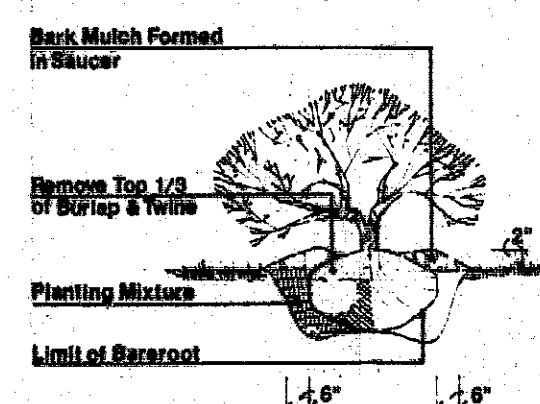 Bark Mulch Formed
in Saucer
Remove Top 1/3
of Burlap & Twine
2"
Planting Mixture
Limit of Bareroot
6"
6"